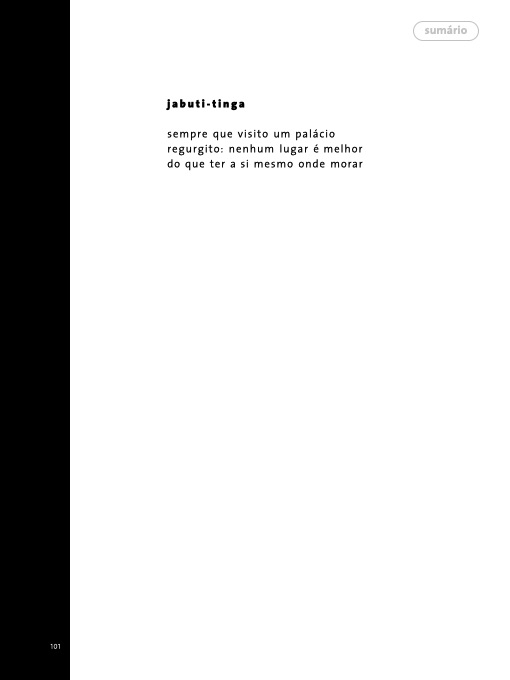 sumário
jabuti-tinga
sempre que visito um palácio
regurgito: nenhum lugar é melhor
do que ter a si mesmo onde morar
101